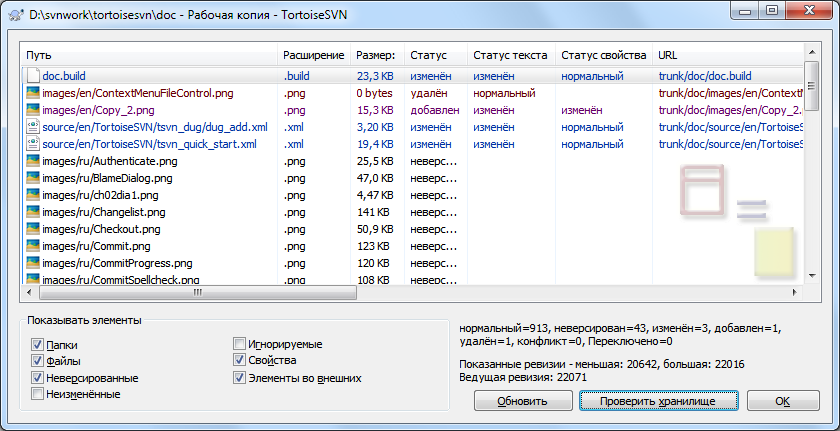 D:\svnwork\tortoisesvn\doc - Рабочая копия - TortoiseSVN
Путь Расширение Размер: Статус Статус текста Статус свойства URL
doc.build .build 23,3 KB изменён изменён нормальный trunk/doc/doc.build
images/en/ContextMenuFileControl.png .png 0 bytes удалён нормальный trunk/doc/images/en/ContextM
images/en/Copy_2.png .png 15,3 KB добавлен изменён изменён trunk/doc/images/en/Copy_2.
source/en/TortoiseSVN/tsvn_dug/dug_add.xml .xml 3,20 KB изменён изменён нормальный trunk/doc/source/en/TortoiseS
source/en/TortoiseSVN/tsvn_quick_start.xml .xml 19,4 KB изменён изменён нормальный trunk/doc/source/en/TortoiseS
images/ru/Authenticate.png .png 25,5 KB неверс...
images/ru/BlameDialog.png .png 47,0 KB неверс...
images/ru/ch02dia1.png .png 4,47 KB неверс...
images/ru/Changelist.png .png 141 KB неверс...
images/ru/Checkout.png .png 50,9 KB неверс...
images/ru/Commit.png .png 123 KB неверс...
images/ru/CommitProgress.png .png 120 KB неверс...
images/ru/CommitSpellcheck.png .png 108 KB неверс...
Показывать элементы
Папки
Файлы
Неверсированные
Неизменённые
Игнорируемые
Свойства
Элементы во внешних
нормальный=913, неверсирован=43, изменён=3, добавлен=1,
удалён=1, конфликт=0, Переключено=0
Показанные ревизии - меньшая: 20642, большая: 22016
Ведущая ревизия: 22071
Обновить Проверить хранилище OK